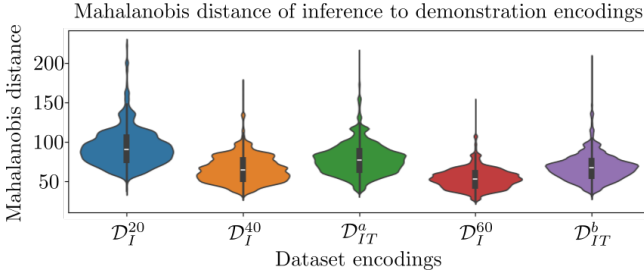 Mahalanobis distance of inference to demonstration encodings
Mahalanobis distance
200
150
100
50
𝒟_I^20 𝒟_I^40 𝒟_IT^a 𝒟_I^60 𝒟_IT^b
Dataset encodings